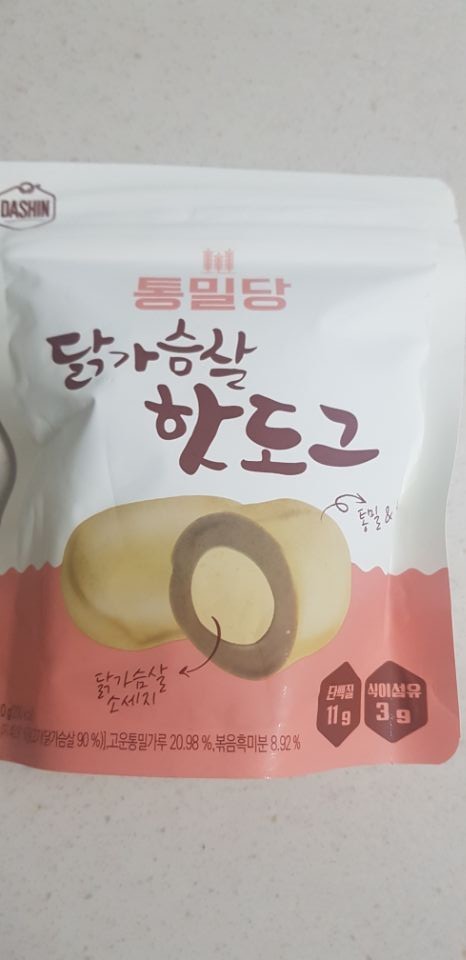 DASHIN
통밀당
닭가슴살
핫도그
통밀 &
닭가슴살
소세지
단백질
11 g
식이섬유
3 g
닭가슴살 90 %)],고운통밀가루 20.98 %,볶음흑미분 8.92 %